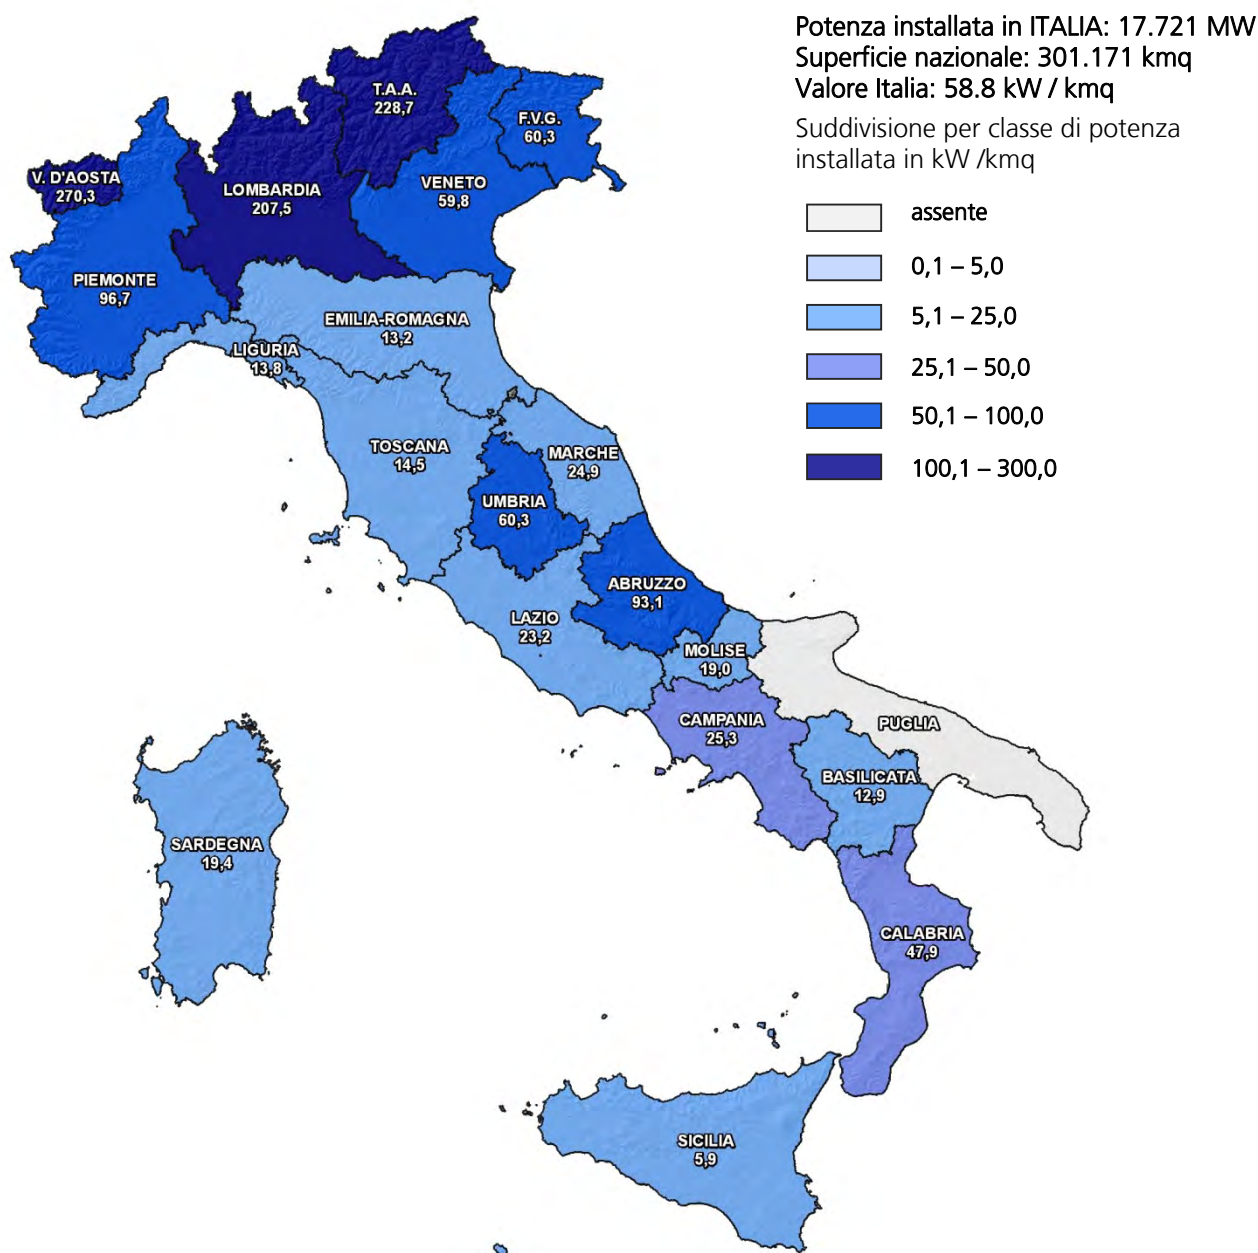 Potenza installata in ITALIA: 17.721 MW
Superficie nazionale: 301.171 kmq
Valore Italia: 58.8 kW / kmq
Suddivisione per classe di potenza
installata in kW /kmq
assente
0,1 – 5,0
5,1 – 25,0
25,1 – 50,0
50,1 – 100,0
100,1 – 300,0
T.A.A.
228,7
F.V.G.
60,3
V. D'AOSTA
270,3
LOMBARDIA
207,5
VENETO
59,8
PIEMONTE
96,7
EMILIA-ROMAGNA
13,2
LIGURIA
13,8
TOSCANA
14,5
MARCHE
24,9
UMBRIA
60,3
ABRUZZO
93,1
LAZIO
23,2
MOLISE
19,0
CAMPANIA
25,3
PUGLIA
BASILICATA
12,9
SARDEGNA
19,4
CALABRIA
47,9
SICILIA
5,9